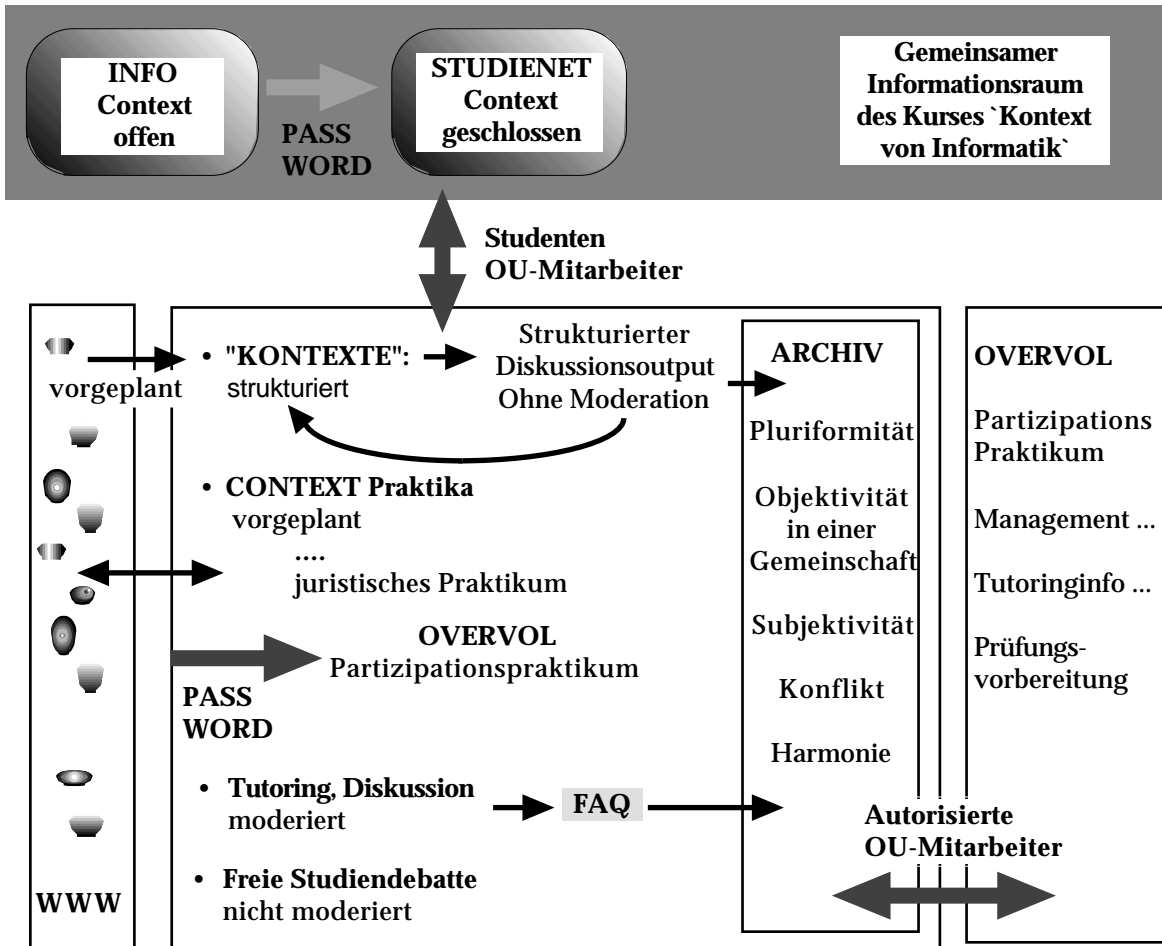 INFO
Context
offen
PASS
WORD
STUDIENET
Context
geschlossen
Gemeinsamer
Informationsraum
des Kurses `Kontext
von Informatik`
Studenten
OU-Mitarbeiter
vorgeplant
WWW
• "KONTEXTE":
strukturiert
Strukturierter
Diskussionsoutput
Ohne Moderation
• CONTEXT Praktika
vorgeplant
....
juristisches Praktikum
OVERVOL
Partizipationspraktikum
PASS
WORD
• Tutoring, Diskussion
moderiert
FAQ
• Freie Studiendebatte
nicht moderiert
ARCHIV
Pluriformität
Objektivität
in einer
Gemeinschaft
Subjektivität
Konflikt
Harmonie
Autorisierte
OU-Mitarbeiter
OVERVOL
Partizipations
Praktikum
Management ...
Tutoringinfo ...
Prüfungs-
vorbereitung